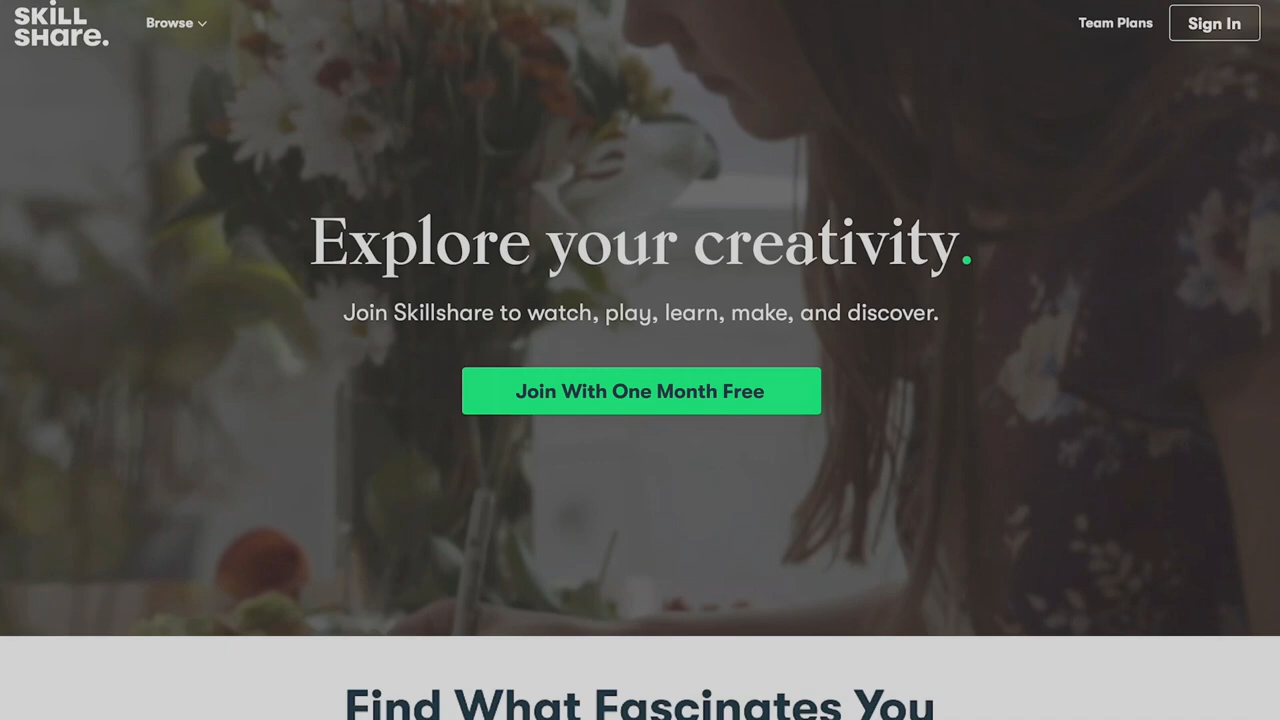 SKiLL
SHare.
Browse
Team Plans
Sign In
Explore your creativity.
Join Skillshare to watch, play, learn, make, and discover.
Join With One Month Free
Find What Fascinates You